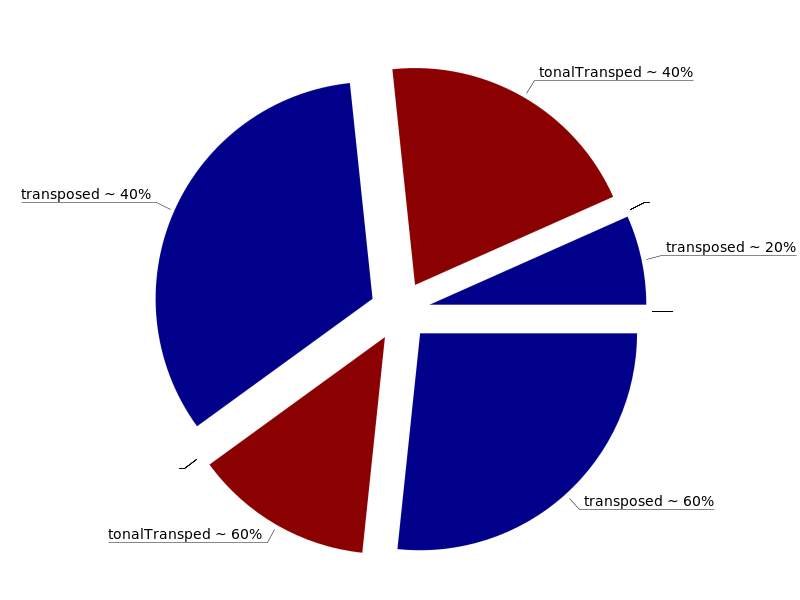 tonalTransped ~ 40%
transposed ~ 40%
transposed ~ 20%
transposed ~ 60%
tonalTransped ~ 60%